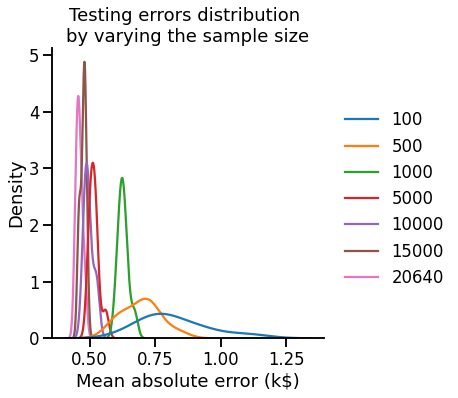 Testing errors distribution
by varying the sample size
Density
5
4
3
2
1
0
0.50 0.75 1.00 1.25
Mean absolute error (k$)
100
500
1000
5000
10000
15000
20640